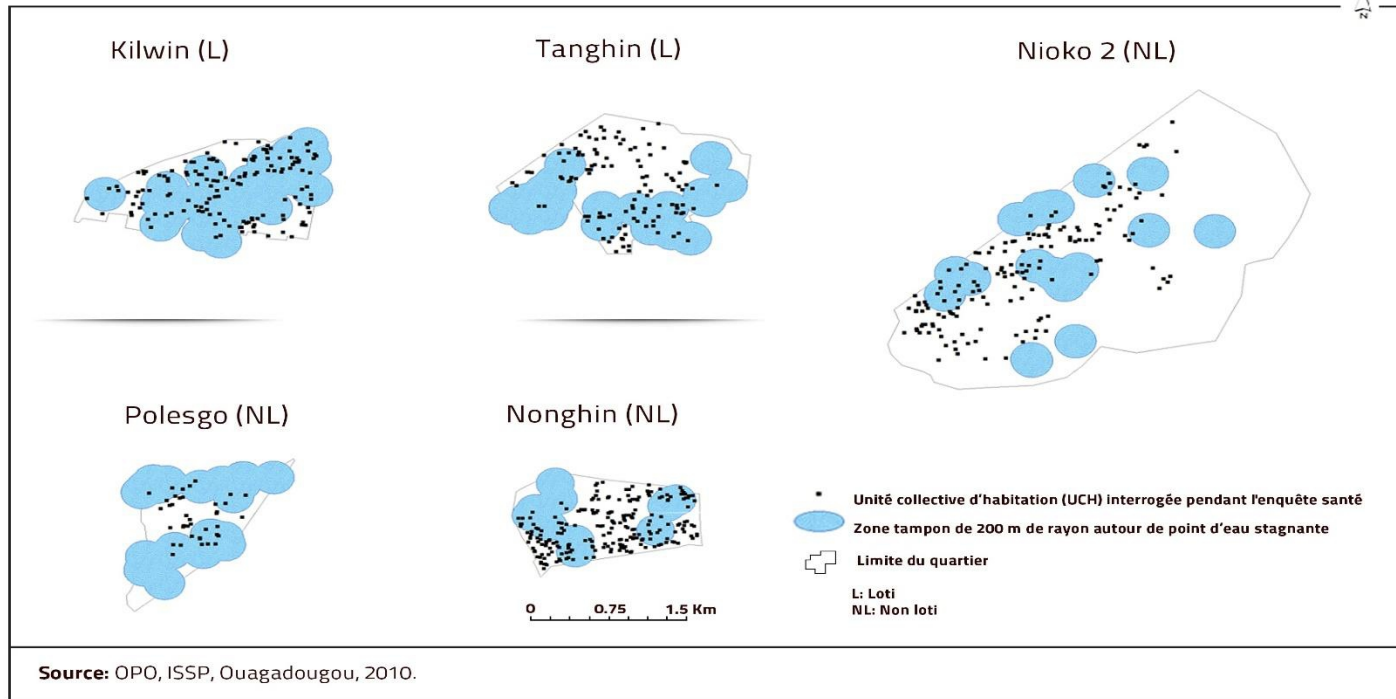 N
Kilwin (L)
Tanghin (L)
Nioko 2 (NL)
Polesgo (NL)
Nonghin (NL)
0 0.75 1.5 Km
Unité collective d'habitation (UCH) interrogée pendant l'enquête santé
Zone tampon de 200 m de rayon autour de point d'eau stagnante
Limite du quartier
L: Loti
NL: Non loti
Source: OPO, ISSP, Ouagadougou, 2010.